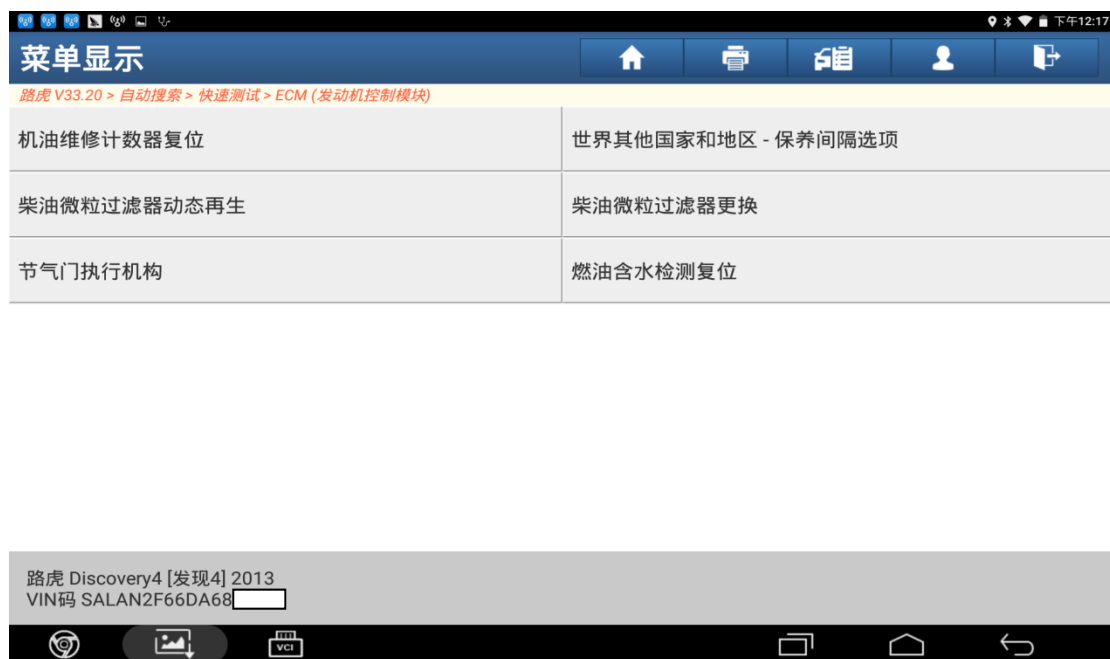 下午12:17
菜单显示
路虎 V33.20 > 自动搜索 > 快速测试 > ECM (发动机控制模块)
机油维修计数器复位
世界其他国家和地区 - 保养间隔选项
柴油微粒过滤器动态再生
柴油微粒过滤器更换
节气门执行机构
燃油含水检测复位
路虎 Discovery4 [发现4] 2013
VIN码 SALAN2F66DA68
VCI